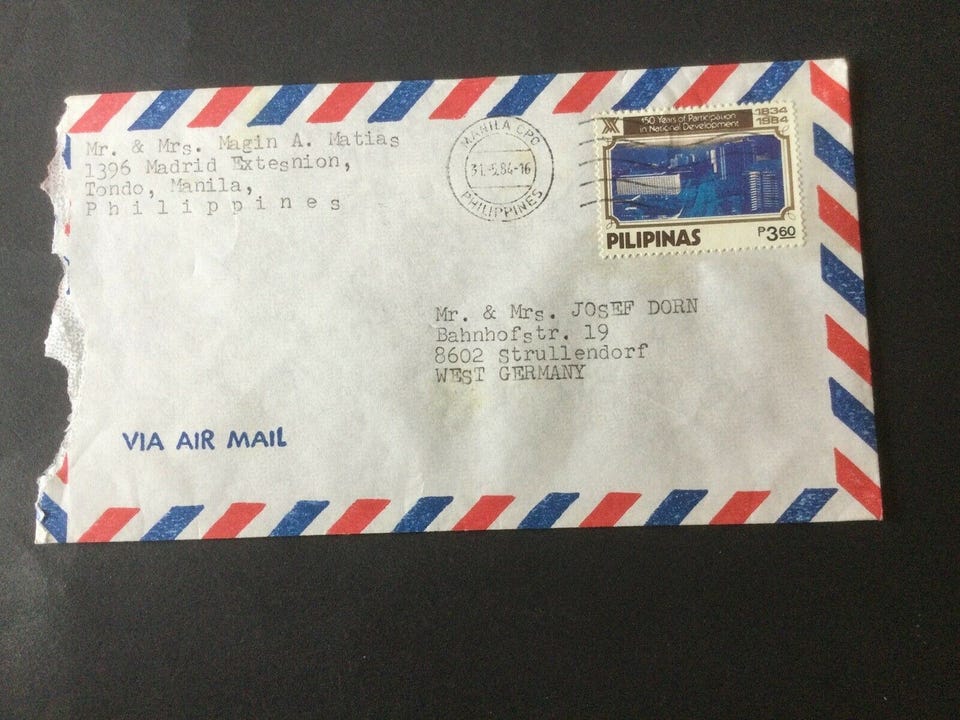 Mr. & Mrs. Magin A. Matias
1396 Madrid Extesnion,
Tondo, Manila,
Philippines
MANILA CPO
31.-5.84-16
PHILIPPINES
150 Years of Participation
in National Development
1834
1984
PILIPINAS
₱3.60
Mr. & Mrs. JOSEF DORN
Bahnhofstr. 19
8602 Strullendorf
WEST GERMANY
VIA AIR MAIL